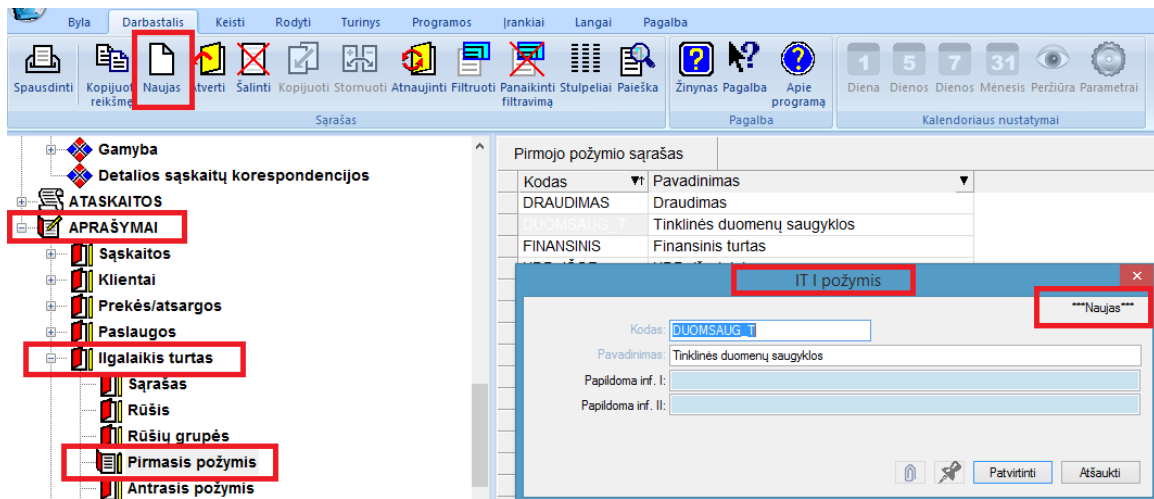 Byla Darbastalis Keisti Rodyti Turinys Programos Įrankiai Langai Pagalba
Spausdinti Kopijuoti reikšmę Naujas Atverti Šalinti Kopijuoti Stornuoti Atnaujinti Filtruoti Panaikinti filtravimą Stulpeliai Paieška Žinynas Pagalba Apie programą 1 Diena 5 Dienos 7 Dienos 31 Mėnesis Peržiūra Parametrai
Sąrašas Pagalba Kalendoriaus nustatymai
Gamyba
Detalios sąskaitų korespondencijos
ATASKAITOS
APRAŠYMAI
Sąskaitos
Klientai
Prekės/atsargos
Paslaugos
Ilgalaikis turtas
Sąrašas
Rūšis
Rūšių grupės
Pirmasis požymis
Antrasis požymis
Pirmojo požymio sąrašas
Kodas Pavadinimas
DRAUDIMAS Draudimas
DUOMSAUG_T Tinklinės duomenų saugyklos
FINANSINIS Finansinis turtas
IT I požymis
***Naujas***
Kodas: DUOMSAUG_T
Pavadinimas: Tinklinės duomenų saugyklos
Papildoma inf. I:
Papildoma inf. II:
Patvirtinti Atšaukti